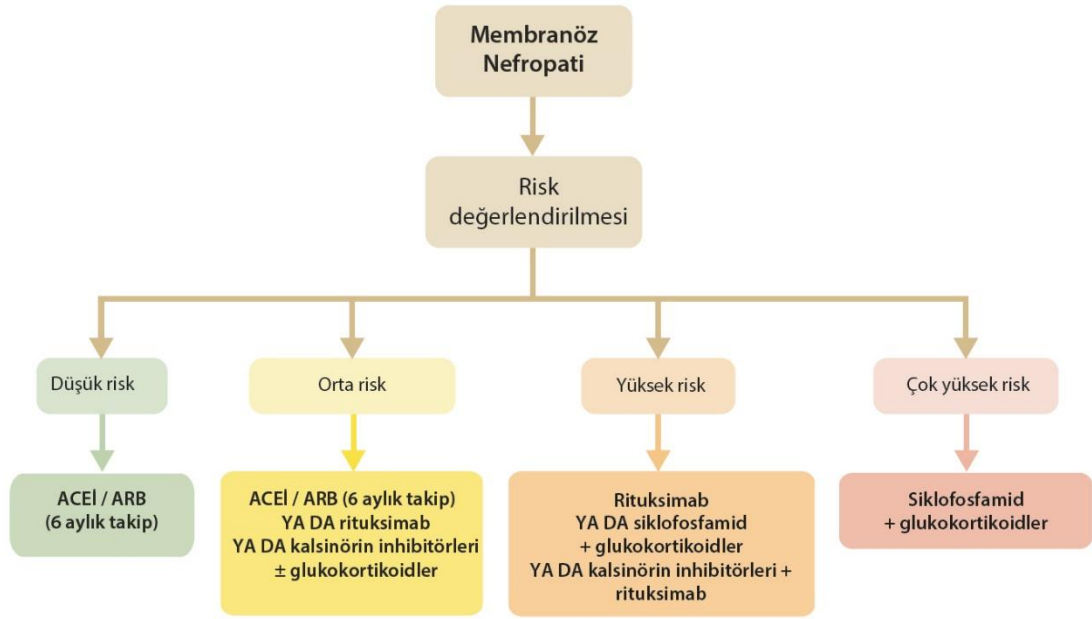 Membranöz
Nefropati
Risk
değerlendirilmesi
Düşük risk
Orta risk
Yüksek risk
Çok yüksek risk
ACEİ / ARB
(6 aylık takip)
ACEİ / ARB (6 aylık takip)
YA DA rituksimab
YA DA kalsinörin inhibitörleri
± glukokortikoidler
Rituksimab
YA DA siklofosfamid
+ glukokortikoidler
YA DA kalsinörin inhibitörleri +
rituksimab
Siklofosfamid
+ glukokortikoidler